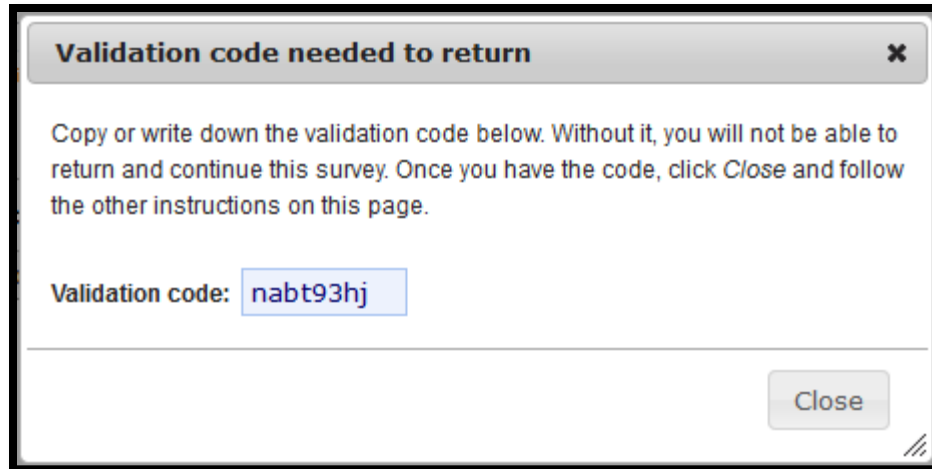 Validation code needed to return
Copy or write down the validation code below. Without it, you will not be able to
return and continue this survey. Once you have the code, click Close and follow
the other instructions on this page.
Validation code: nabt93hj
Close